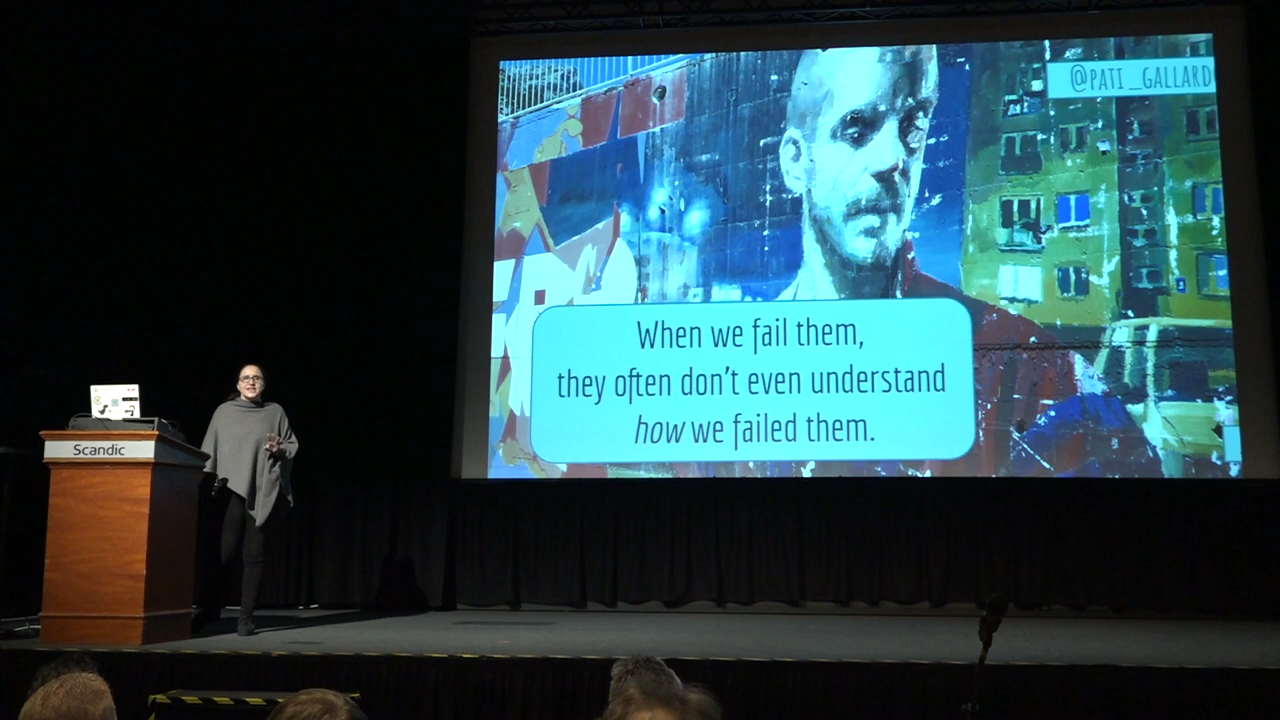 @PATI_GALLARD
When we fail them,
they often don't even understand
how we failed them.
Scandic